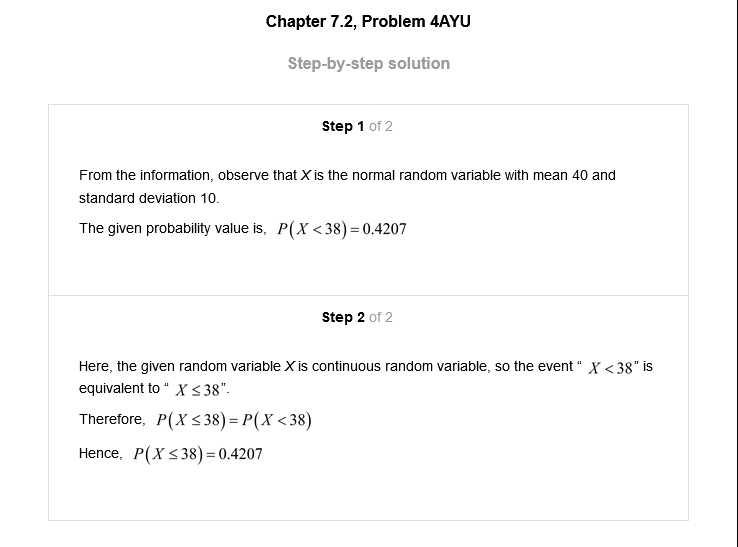 Chapter 7.2, Problem 4AYU
Step-by-step solution
Step 1 of 2
From the information, observe that X is the normal random variable with mean 40 and
standard deviation 10.
The given probability value is, P(X < 38) = 0.4207
Step 2 of 2
Here, the given random variable X is continuous random variable, so the event “ X < 38” is
equivalent to “ X ≤ 38”.
Therefore, P(X ≤ 38) = P(X < 38)
Hence, P(X ≤ 38) = 0.4207